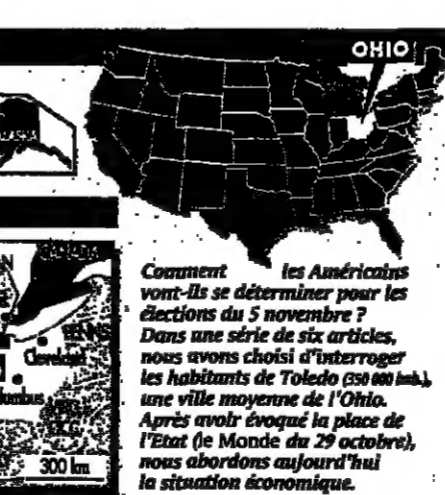 OHIO
ALASKA
CANADA
PENNS.
Cleveland
300 km
Comment les Américains
vont-ils se déterminer pour les
élections du 5 novembre ?
Dans une série de six articles,
nous avons choisi d'interroger
les habitants de Toledo (350 000 hab.),
une ville moyenne de l'Ohio.
Après avoir évoqué la place de
l'Etat (le Monde du 29 octobre),
nous abordons aujourd'hui
la situation économique.